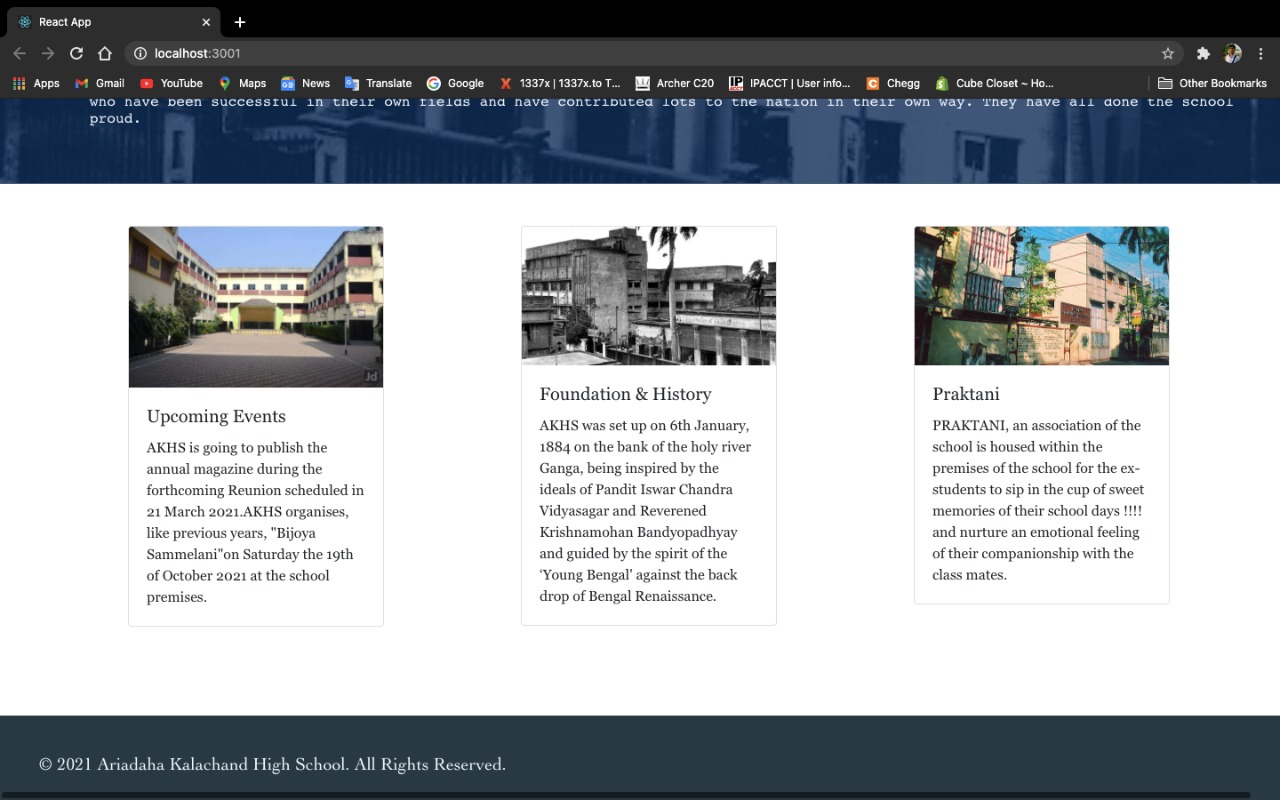 React App
localhost:3001
Apps Gmail YouTube Maps News Translate Google 1337x | 1337x.to T... Archer C20 IPACCT | User info... Chegg Cube Closet ~ Ho... Other Bookmarks
who have been successful in their own fields and have contributed lots to the nation in their own way. They have all done the school
proud.
Jd
Upcoming Events
AKHS is going to publish the
annual magazine during the
forthcoming Reunion scheduled in
21 March 2021.AKHS organises,
like previous years, "Bijoya
Sammelani"on Saturday the 19th
of October 2021 at the school
premises.
Foundation & History
AKHS was set up on 6th January,
1884 on the bank of the holy river
Ganga, being inspired by the
ideals of Pandit Iswar Chandra
Vidyasagar and Reverened
Krishnamohan Bandyopadhyay
and guided by the spirit of the
‘Young Bengal' against the back
drop of Bengal Renaissance.
Praktani
PRAKTANI, an association of the
school is housed within the
premises of the school for the ex-
students to sip in the cup of sweet
memories of their school days !!!!
and nurture an emotional feeling
of their companionship with the
class mates.
© 2021 Ariadaha Kalachand High School. All Rights Reserved.